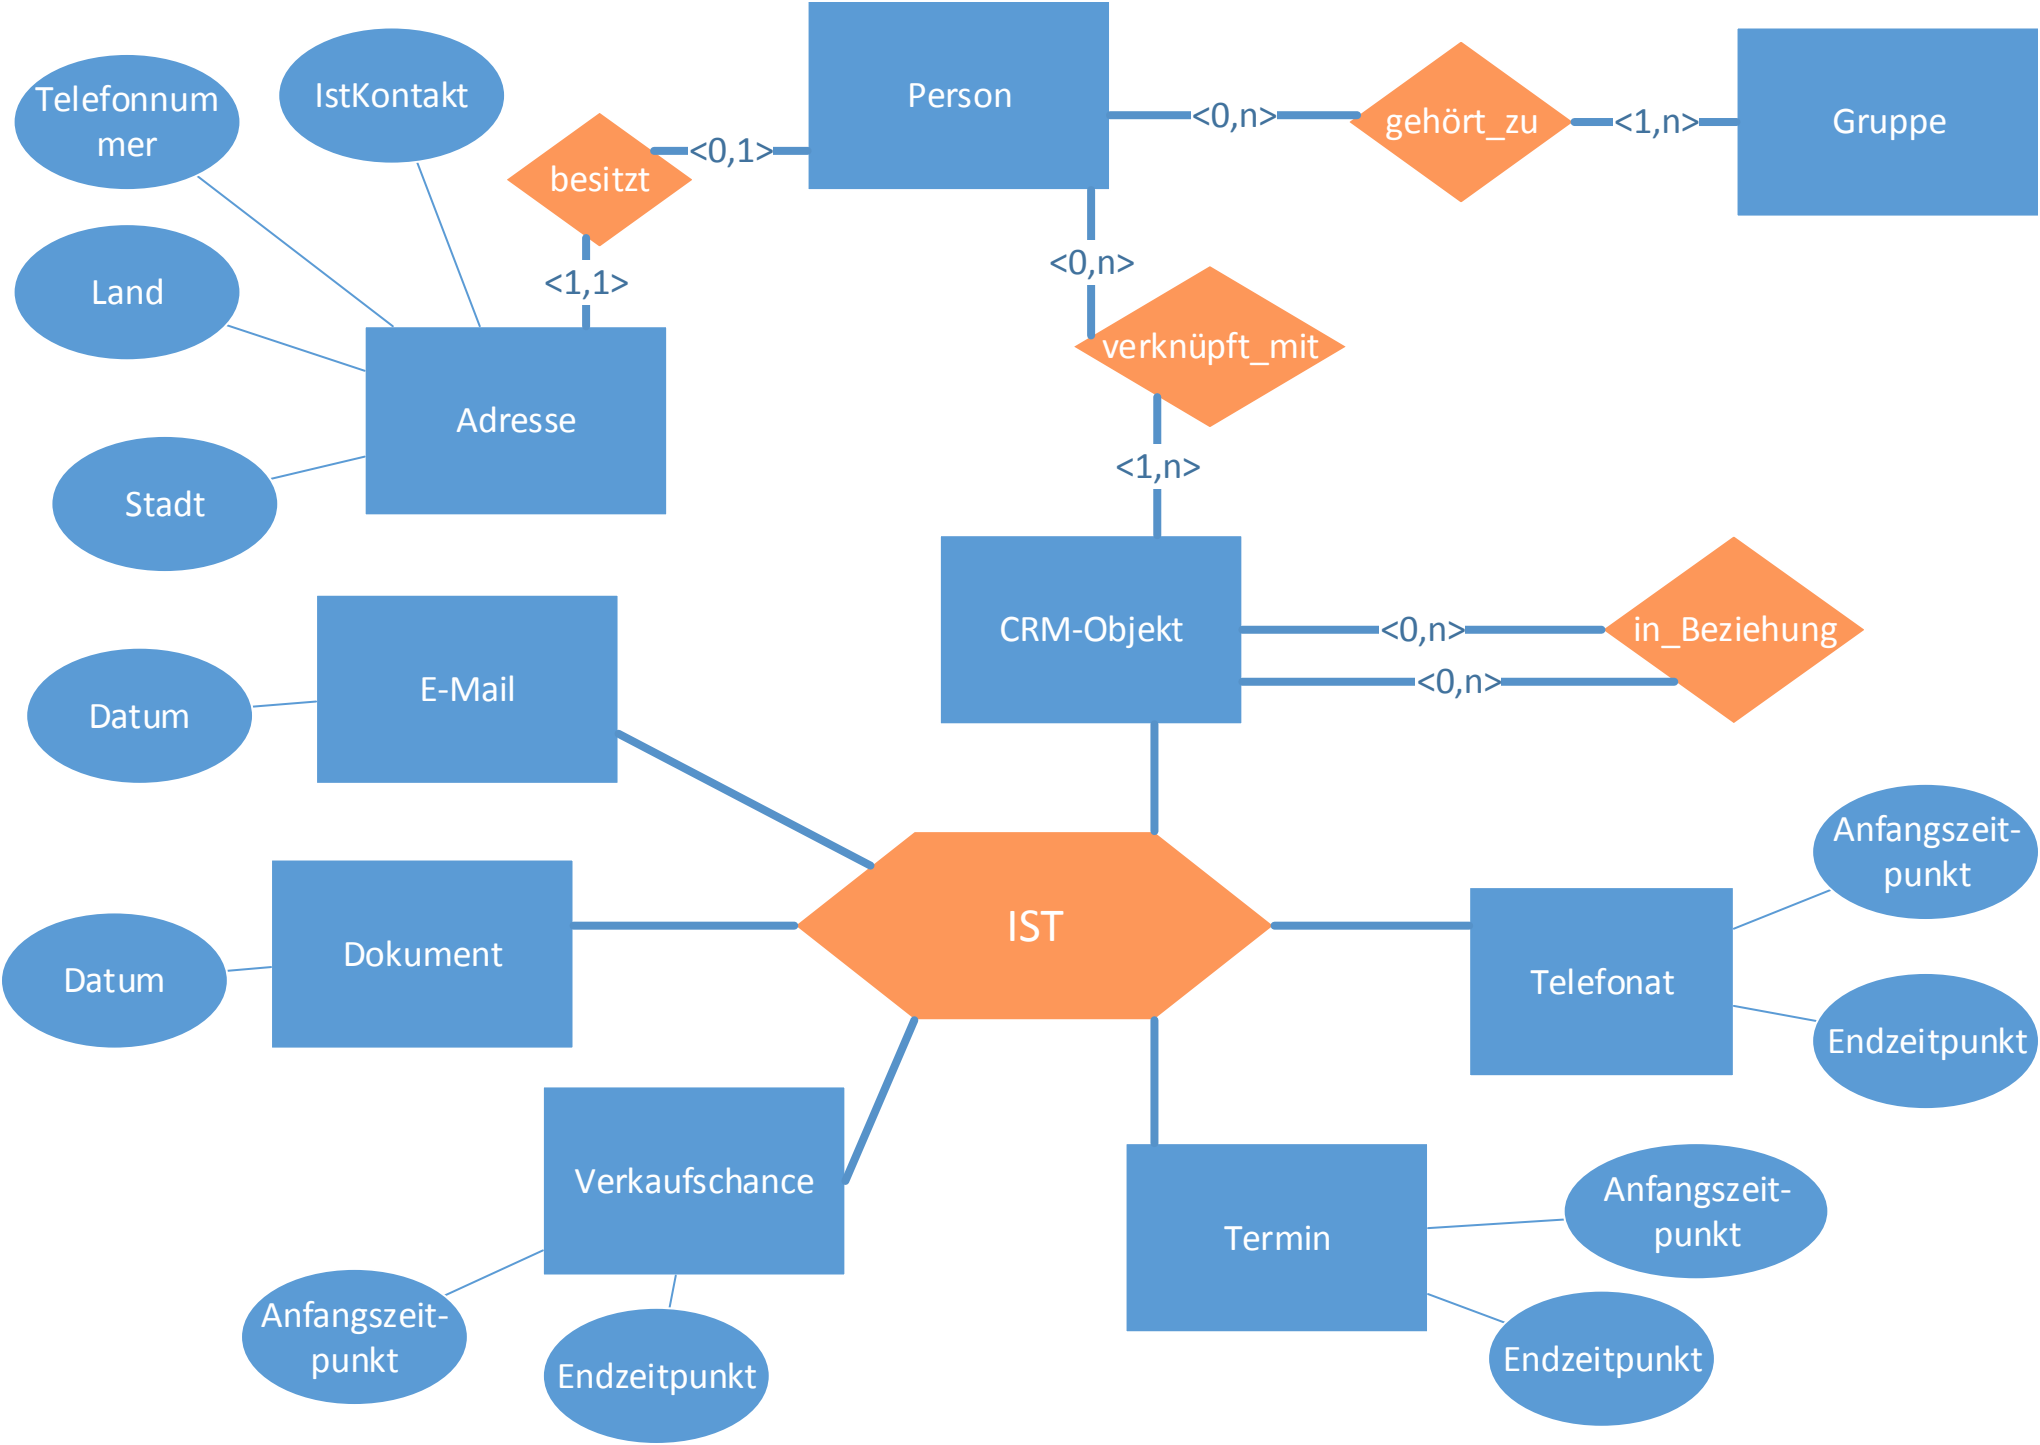 Person
Gruppe
Telefonnum
mer
IstKontakt
<0,n>
gehört_zu
<1,n>
<0,1>
besitzt
<0,n>
<1,1>
Land
verknüpft_mit
Adresse
<1,n>
Stadt
CRM-Objekt
<0,n>
in_Beziehung
<0,n>
E-Mail
Datum
Anfangszeit-
punkt
IST
Dokument
Datum
Telefonat
Endzeitpunkt
Verkaufschance
Anfangszeit-
punkt
Termin
Anfangszeit-
punkt
Endzeitpunkt
Endzeitpunkt